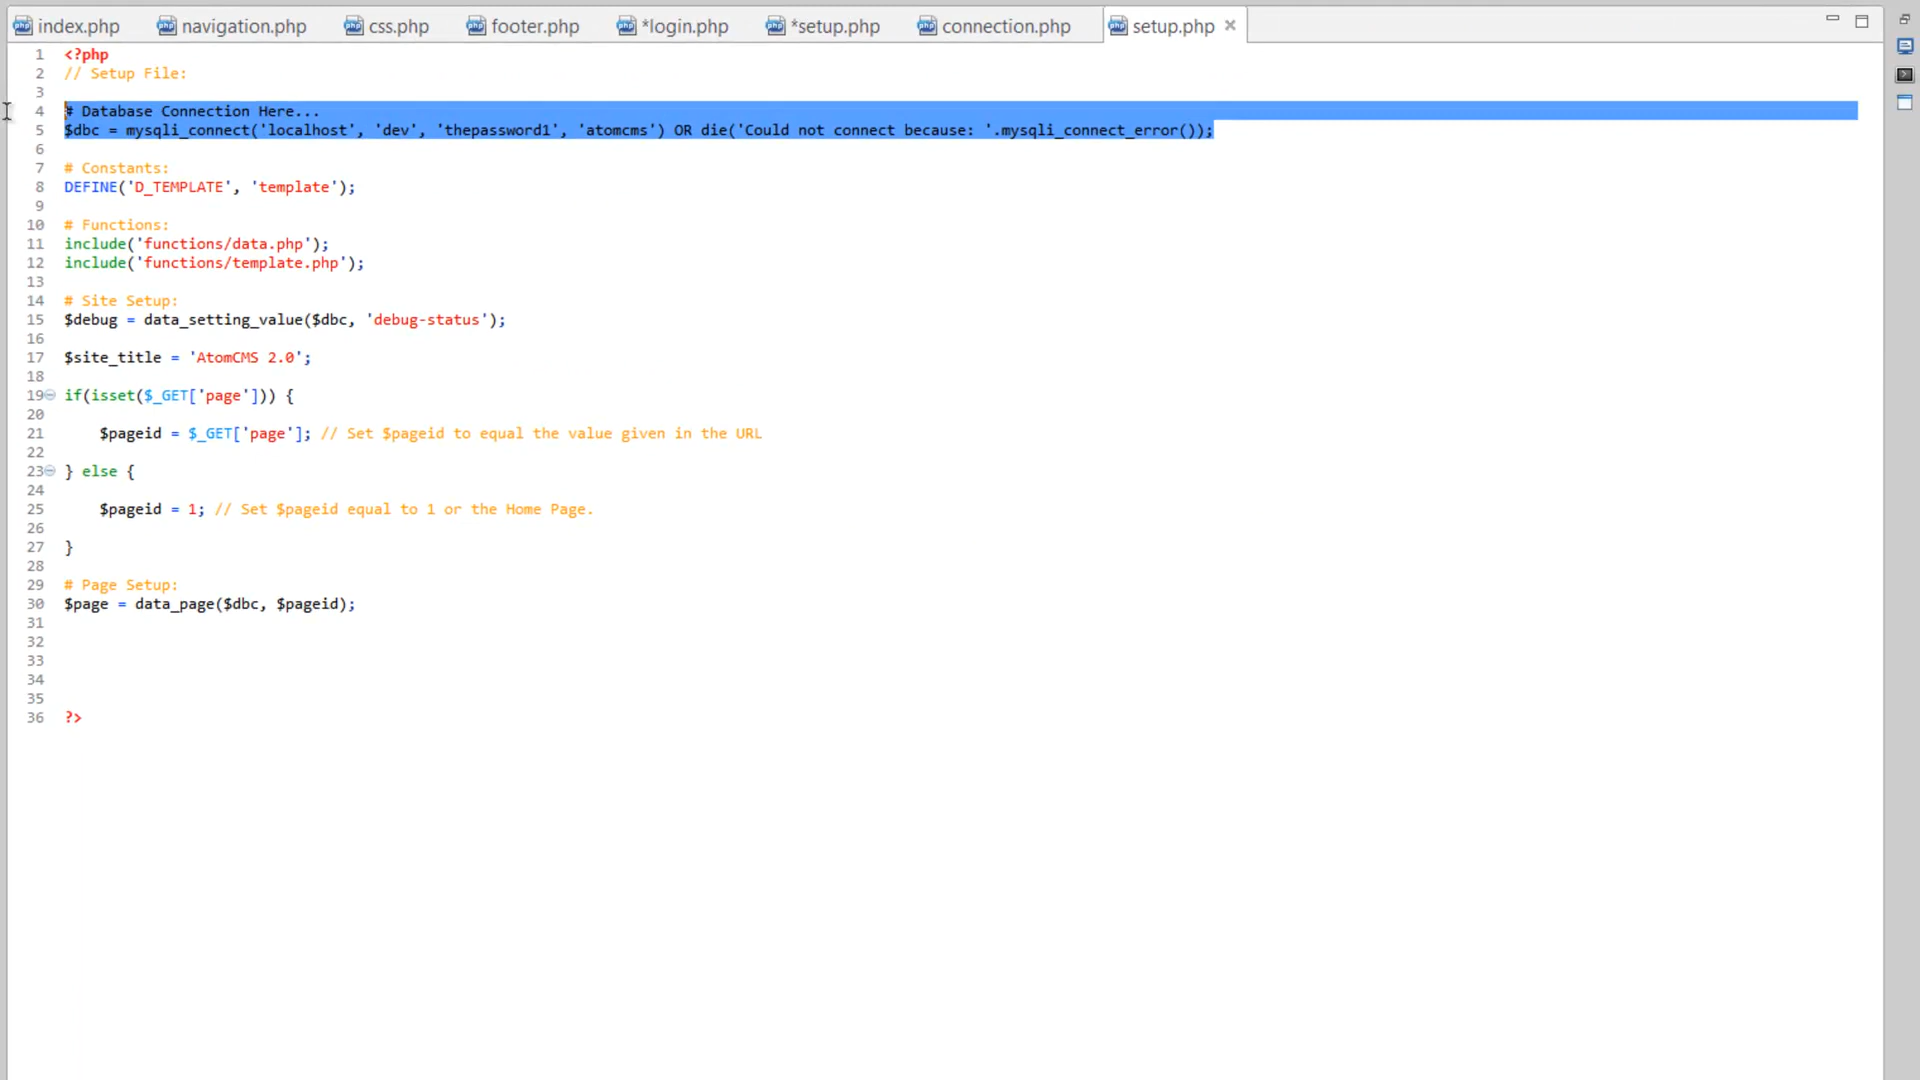 index.php navigation.php css.php footer.php *login.php *setup.php connection.php setup.php
1 <?php
2 // Setup File:
3
4 # Database Connection Here...
5 $dbc = mysqli_connect('localhost', 'dev', 'thepassword1', 'atomcms') OR die('Could not connect because: '.mysqli_connect_error());
6
7 # Constants:
8 DEFINE('D_TEMPLATE', 'template');
9
10 # Functions:
11 include('functions/data.php');
12 include('functions/template.php');
13
14 # Site Setup:
15 $debug = data_setting_value($dbc, 'debug-status');
16
17 $site_title = 'AtomCMS 2.0';
18
19 if(isset($_GET['page'])) {
20
21 $pageid = $_GET['page']; // Set $pageid to equal the value given in the URL
22
23 } else {
24
25 $pageid = 1; // Set $pageid equal to 1 or the Home Page.
26
27 }
28
29 # Page Setup:
30 $page = data_page($dbc, $pageid);
31
32
33
34
35
36 ?>